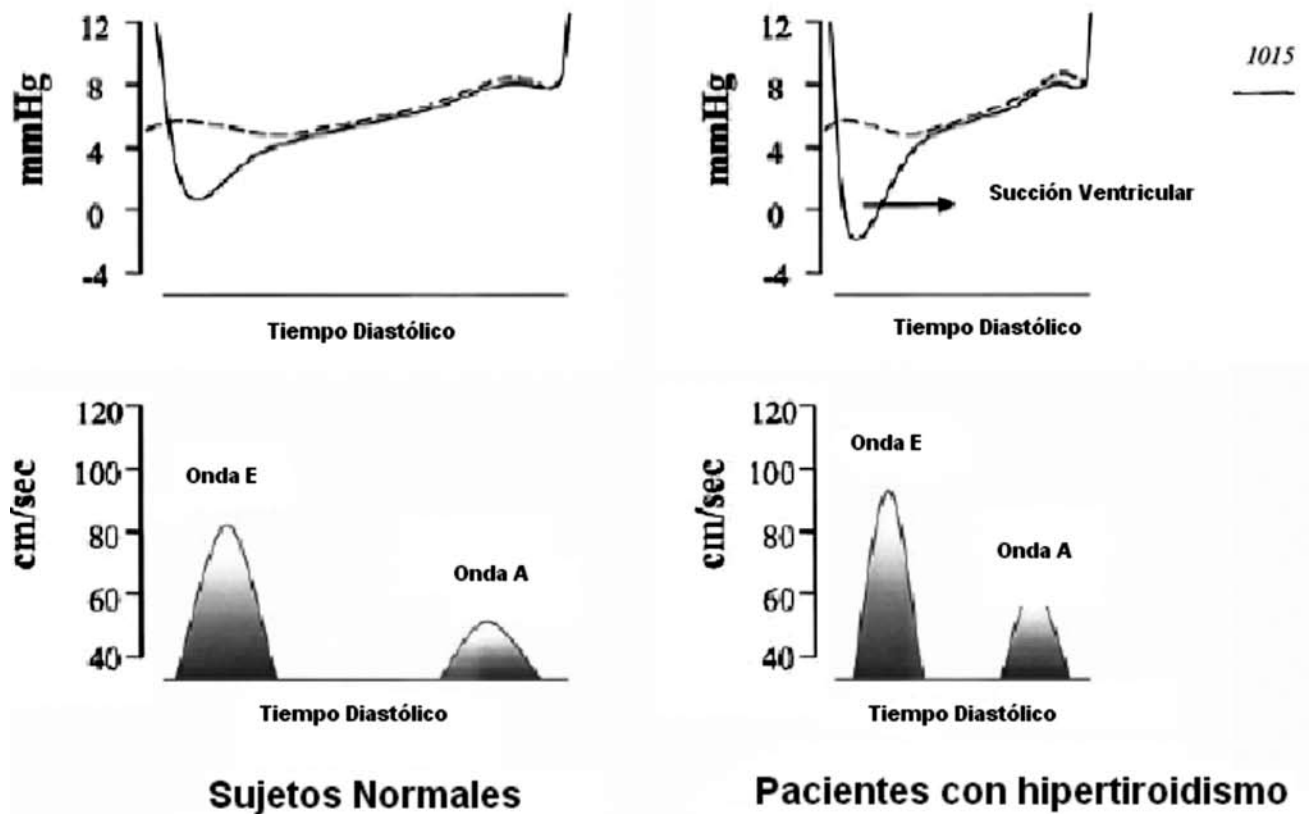 12
8
4
0
-4
mmHg
Tiempo Diastólico
12
8
4
0
-4
mmHg
Succión Ventricular
Tiempo Diastólico
1015
120
100
80
60
40
cm/sec
Onda E
Onda A
Tiempo Diastólico
120
100
80
60
40
cm/sec
Onda E
Onda A
Tiempo Diastólico
Sujetos Normales
Pacientes con hipertiroidismo